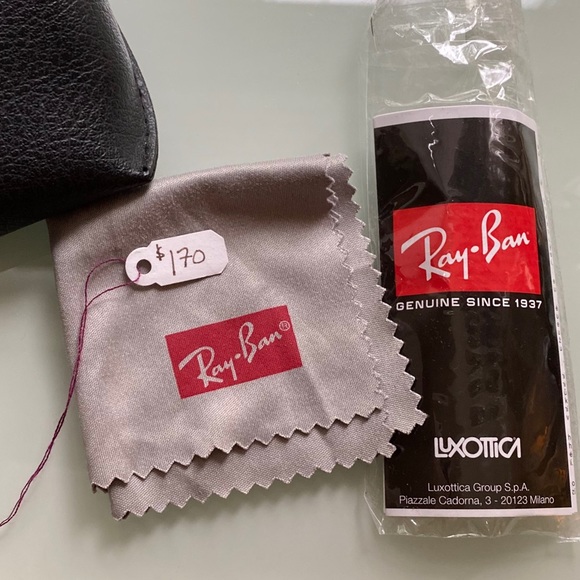 $170
Ray-Ban®
Ray-Ban
GENUINE SINCE 1937
LUXOTTICA
Luxottica Group S.p.A.
Piazzale Cadorna, 3 - 20123 Milano